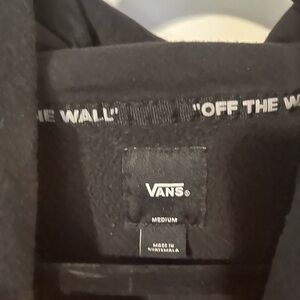 HE WALL" "OFF THE W
VANS®
MEDIUM
MADE IN
GUATEMALA